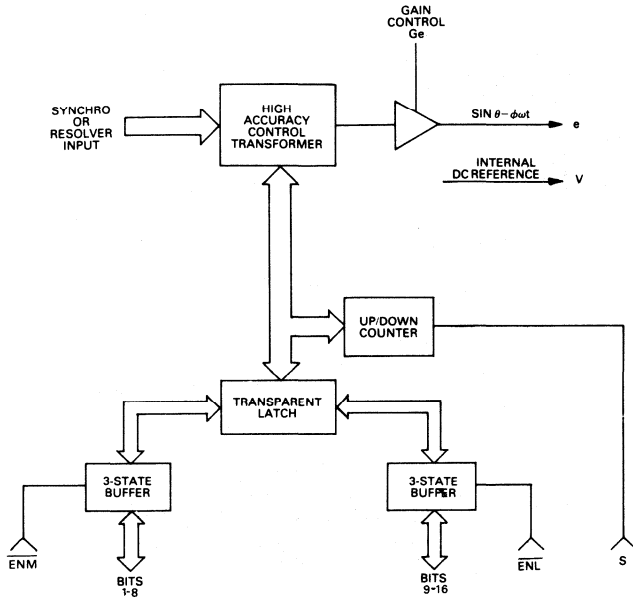 GAIN
CONTROL
Ge
SYNCHRO
OR
RESOLVER
INPUT
HIGH
ACCURACY
CONTROL
TRANSFORMER
SIN θ– ϕωt
e
INTERNAL
DC REFERENCE
V
UP/DOWN
COUNTER
TRANSPARENT
LATCH
3-STATE
BUFFER
3-STATE
BUFFER
ENM
BITS
1-8
BITS
9-16
ENL
S